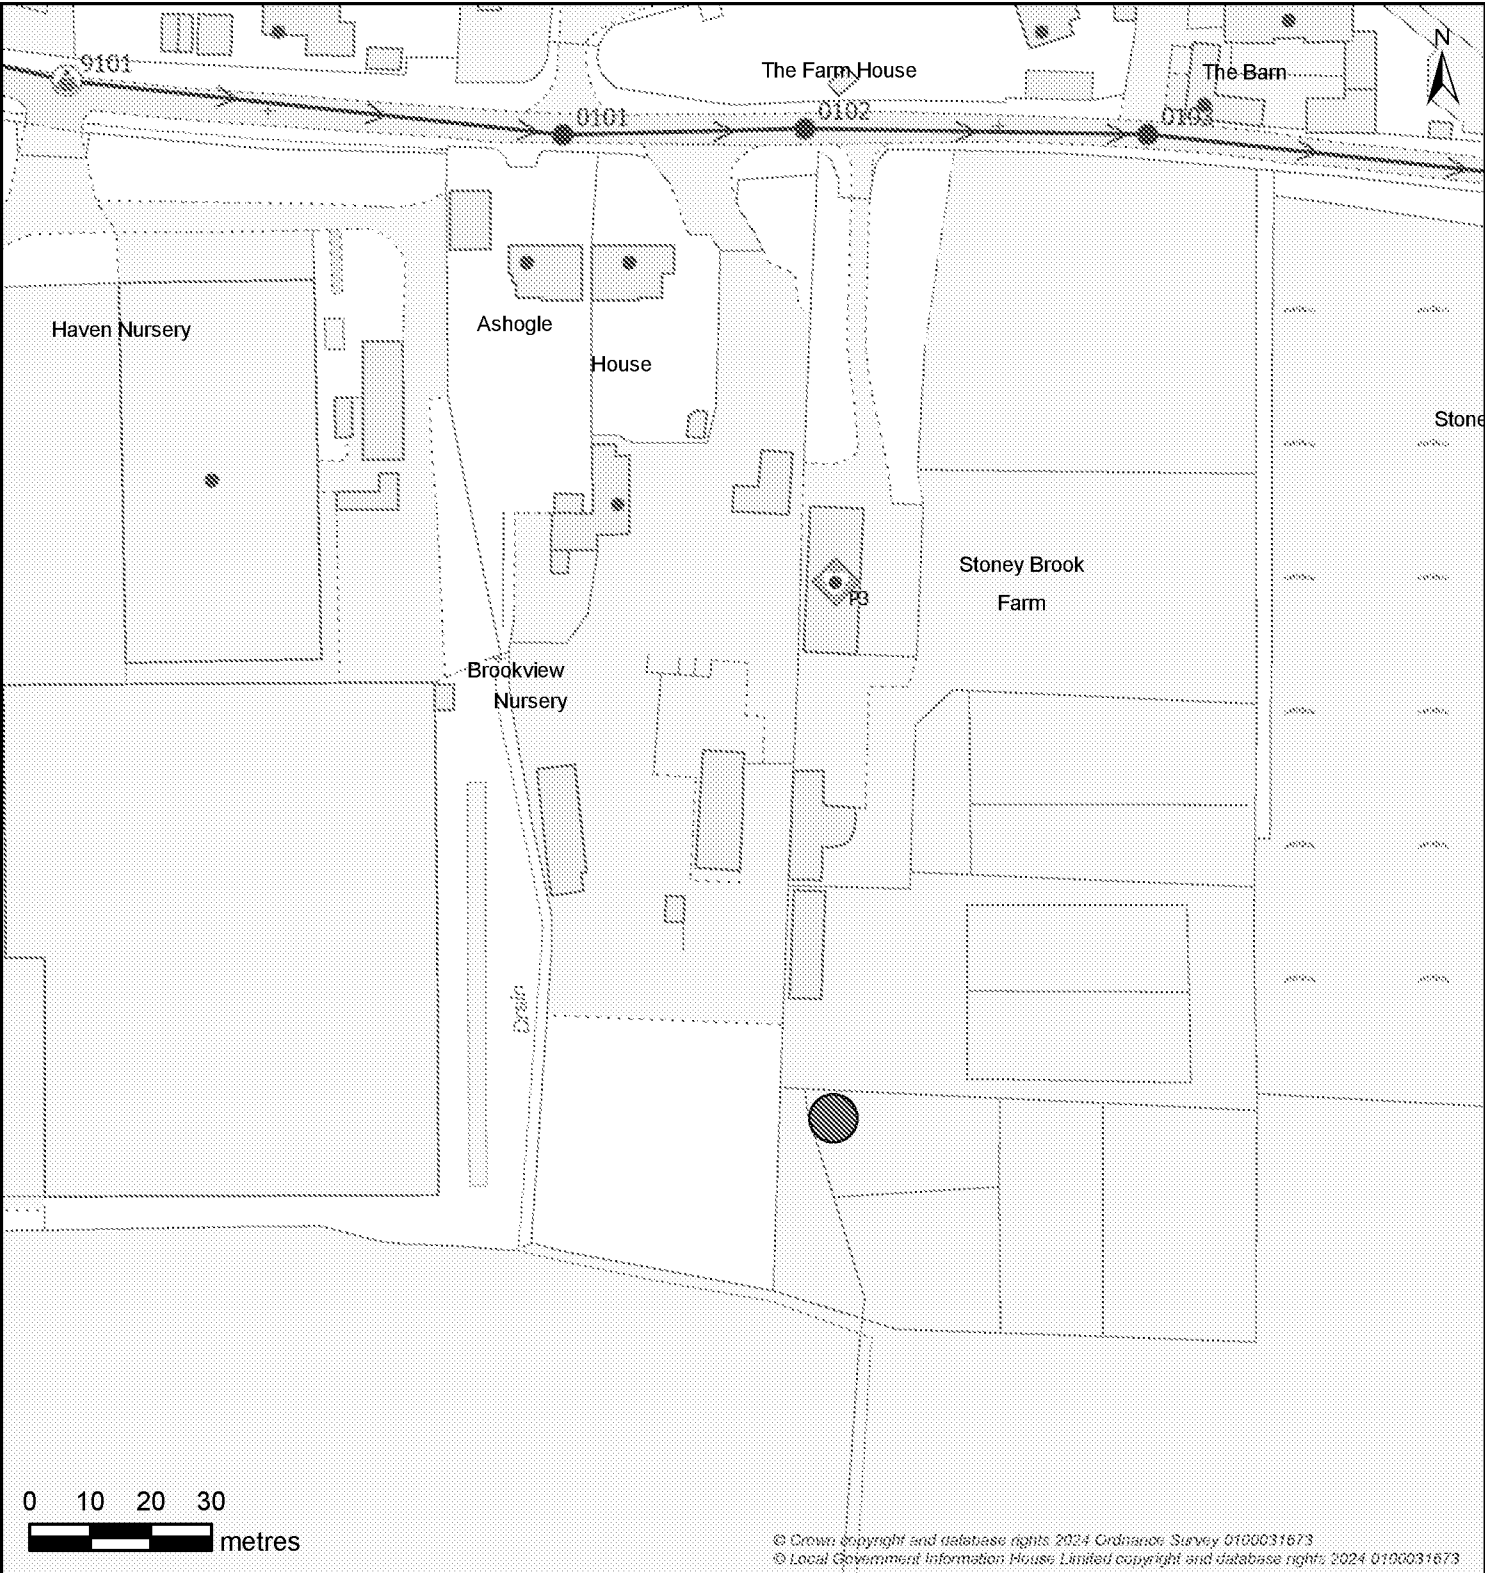 N
9101
The Farm House
The Barn
0101
0102
0103
Haven Nursery
Ashogle
House
Stone
Stoney Brook
Farm
P3
Brookview
Nursery
Drain
0 10 20 30
metres
© Crown copyright and database rights 2024 Ordnance Survey 0100031673
© Local Government Information House Limited copyright and database rights 2024 0100031673